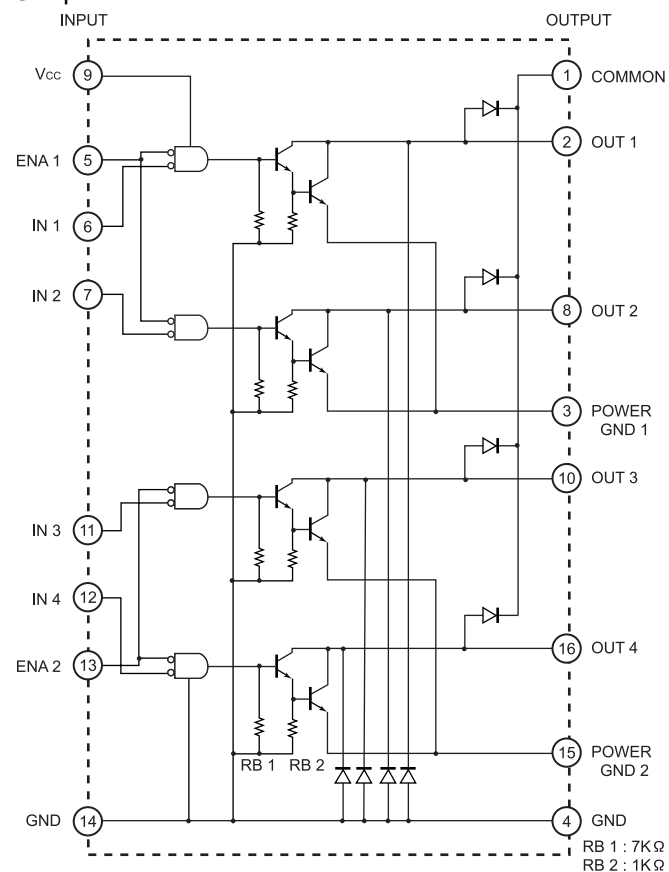 INPUT
OUTPUT
Vcc 9
1 COMMON
ENA 1 5
2 OUT 1
IN 1 6
IN 2 7
8 OUT 2
3 POWER
GND 1
10 OUT 3
IN 3 11
IN 4 12
16 OUT 4
ENA 2 13
15 POWER
GND 2
RB 1 RB 2
GND 14
4 GND
RB 1 : 7KΩ
RB 2 : 1KΩ